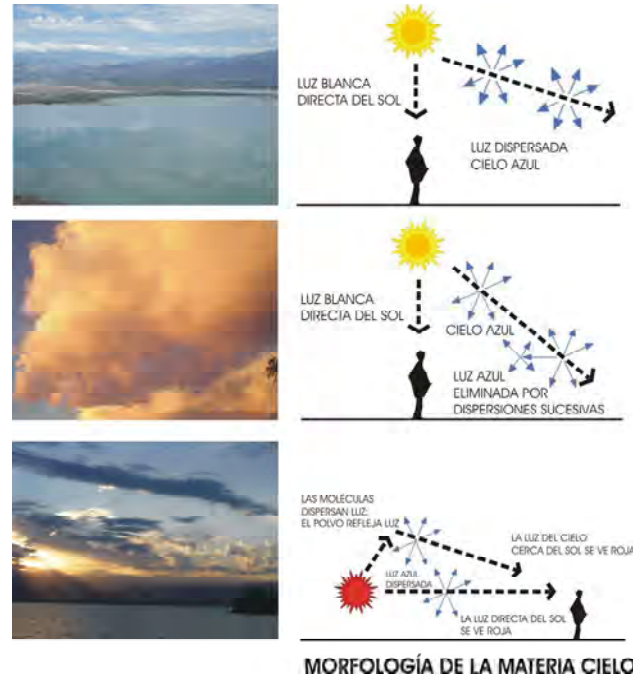 LUZ BLANCA
DIRECTA DEL SOL
LUZ DISPERSADA
CIELO AZUL
LUZ BLANCA
DIRECTA DEL SOL
CIELO AZUL
LUZ AZUL
ELIMINADA POR
DISPERSIONES SUCESIVAS
LAS MOLÉCULAS
DISPERSAN LUZ;
EL POLVO REFLEJA LUZ
LA LUZ DEL CIELO
CERCA DEL SOL SE VE ROJA
LUZ AZUL
DISPERSADA
LA LUZ DIRECTA DEL SOL
SE VE ROJA
MORFOLOGÍA DE LA MATERIA CIELO